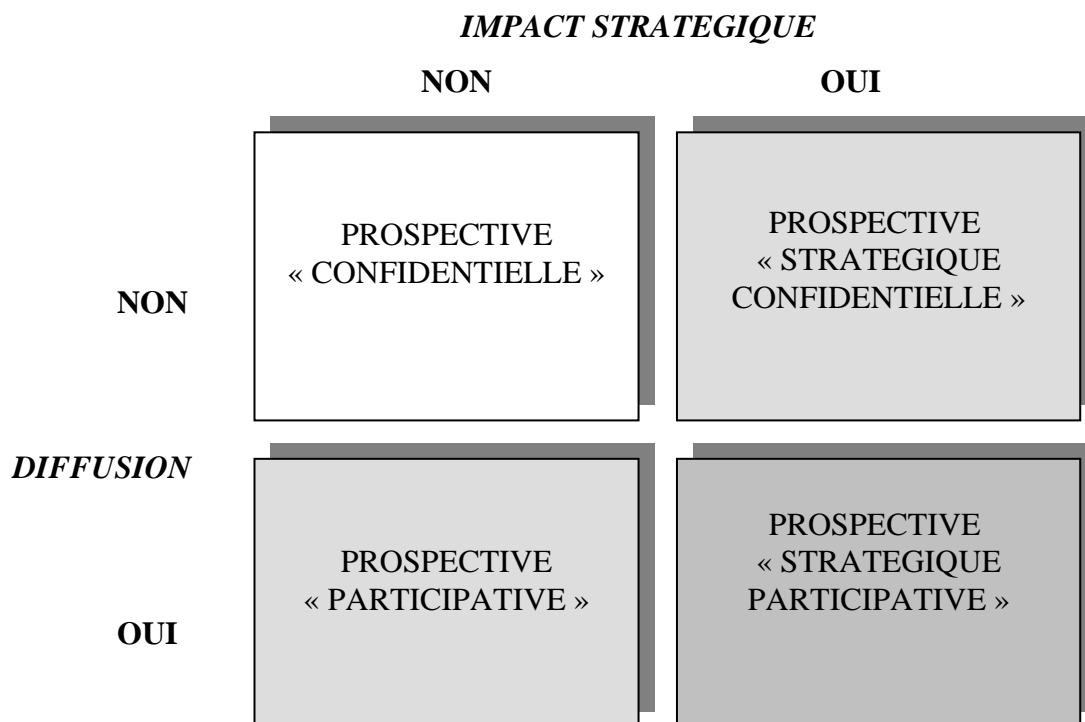 IMPACT STRATEGIQUE
NON OUI
PROSPECTIVE
« CONFIDENTIELLE »
PROSPECTIVE
« STRATEGIQUE
CONFIDENTIELLE »
NON
DIFFUSION
PROSPECTIVE
« PARTICIPATIVE »
PROSPECTIVE
« STRATEGIQUE
PARTICIPATIVE »
OUI